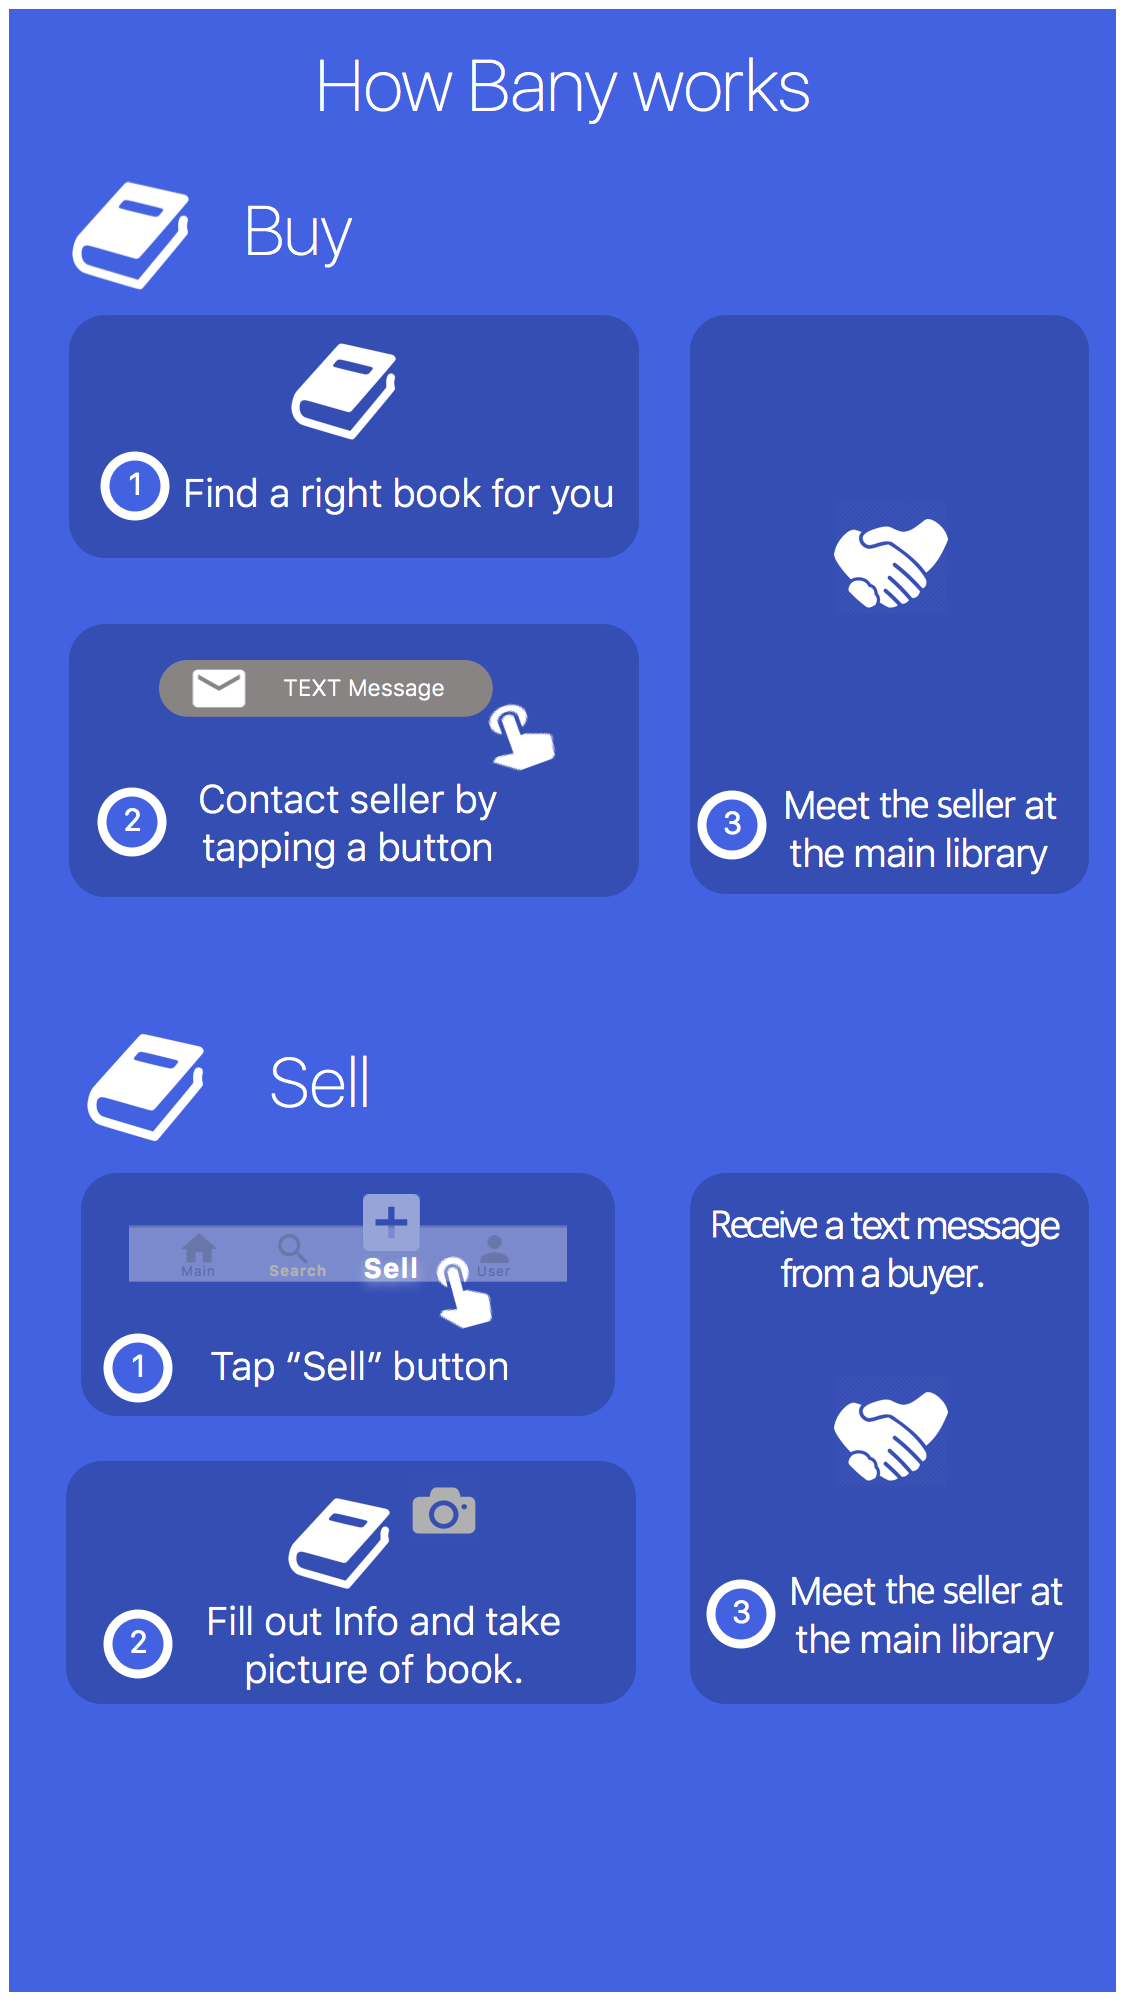 How Bany works
Buy
1
Find a right book for you
TEXT Message
2
Contact seller by
tapping a button
3
Meet the seller at
the main library
Sell
Main
Search
Sell
User
1
Tap “Sell” button
2
Fill out Info and take
picture of book.
Receive a text message
from a buyer.
3
Meet the seller at
the main library